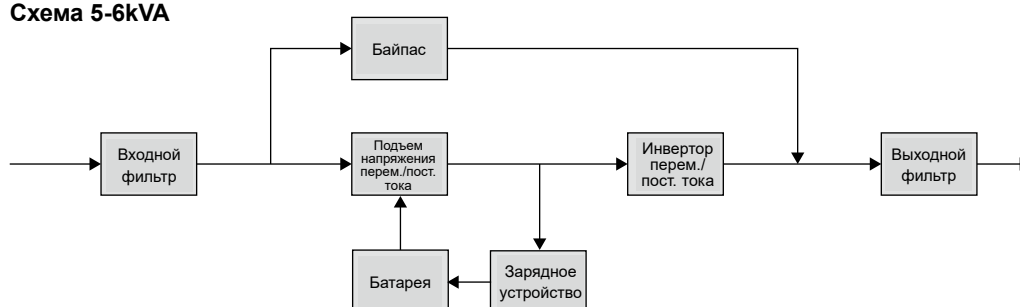 Схема 5-6kVA
Байпас
Входной
фильтр
Подъем
напряжения
перем./пост.
тока
Инвертор
перем./
пост. тока
Выходной
фильтр
Батарея
Зарядное
устройство